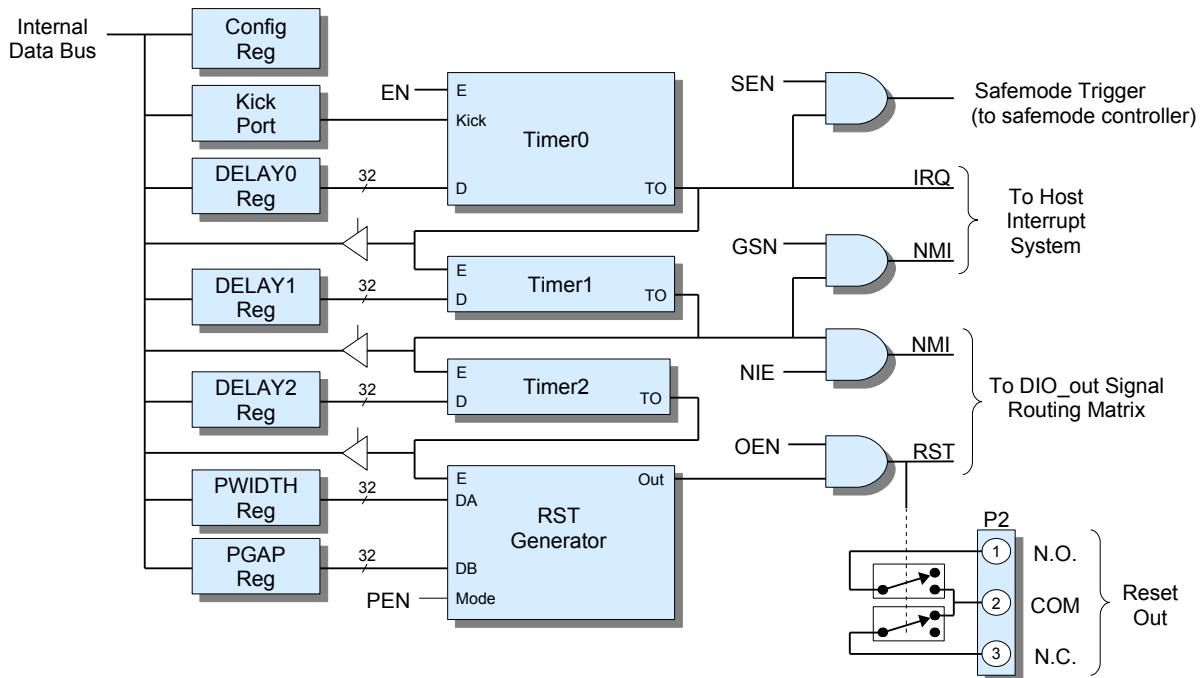 Internal
Data Bus
Config
Reg
Kick
Port
DELAY0
Reg
32
EN
E
Kick
D
Timer0
TO
SEN
Safemode Trigger
(to safemode controller)
IRQ
To Host
Interrupt
System
GSN
NMI
DELAY1
Reg
32
E
D
Timer1
TO
NIE
NMI
DELAY2
Reg
32
E
D
Timer2
TO
To DIO_out Signal
Routing Matrix
OEN
RST
PWIDTH
Reg
32
PGAP
Reg
32
PEN
E
DA
DB
Mode
RST
Generator
Out
P2
1
N.O.
2
COM
3
N.C.
Reset
Out